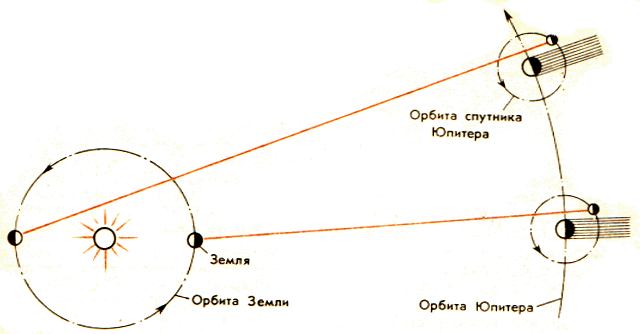 Орбита спутника
Юпитера
Земля
Орбита Земли
Орбита Юпитера